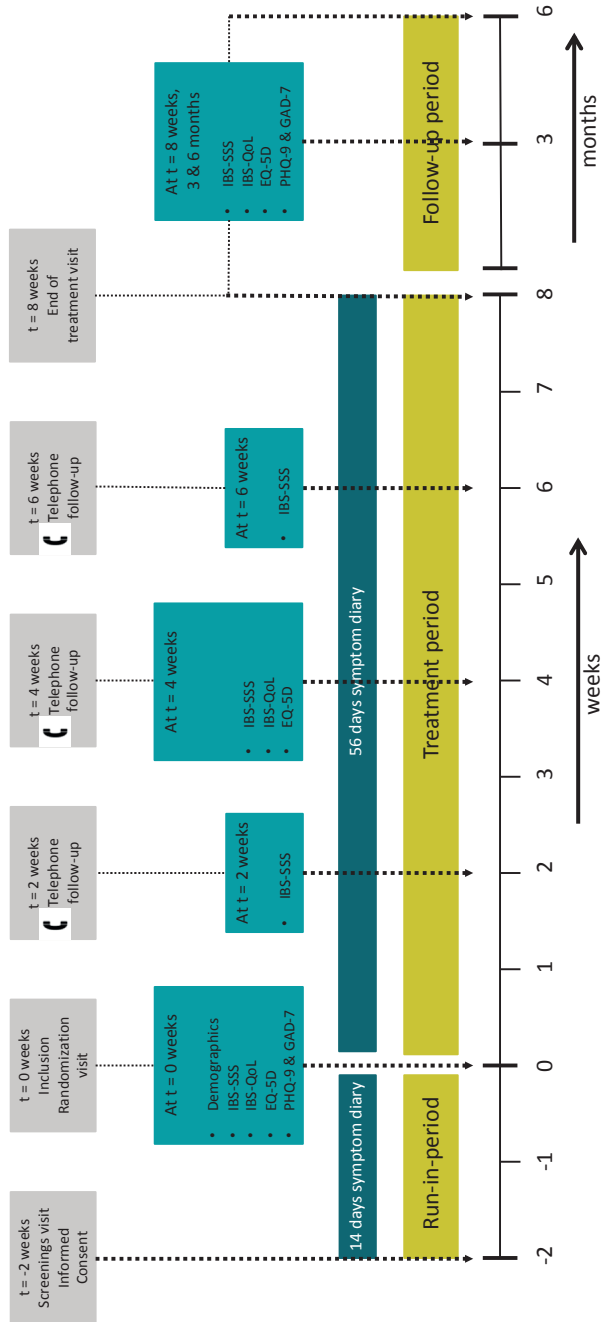 t = -2 weeks
Screenings visit
Informed
Consent
t = 0 weeks
Inclusion
Randomization
visit
t = 2 weeks
Telephone
follow-up
t = 4 weeks
Telephone
follow-up
t = 6 weeks
Telephone
follow-up
t = 8 weeks
End of
treatment visit
At t = 0 weeks
• Demographics
• IBS-SSS
• IBS-QoL
• EQ-5D
• PHQ-9 & GAD-7
At t = 2 weeks
• IBS-SSS
At t = 4 weeks
• IBS-SSS
• IBS-QoL
• EQ-5D
At t = 6 weeks
• IBS-SSS
At t = 8 weeks,
3 & 6 months
• IBS-SSS
• IBS-QoL
• EQ-5D
• PHQ-9 & GAD-7
14 days symptom diary
56 days symptom diary
Run-in-period
Treatment period
Follow-up period
-2 -1 0 1 2 3 4 5 6 7 8 3 6
weeks
months